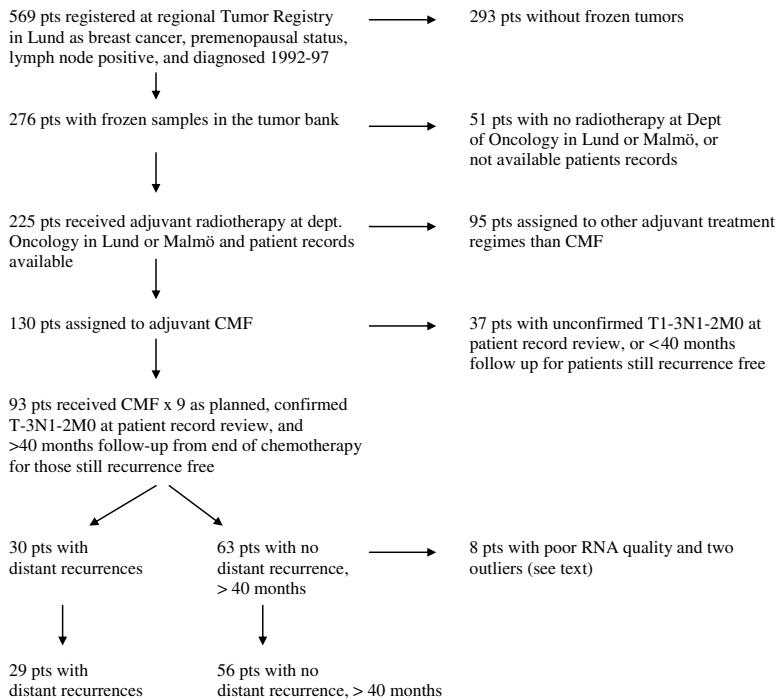 569 pts registered at regional Tumor Registry
in Lund as breast cancer, premenopausal status,
lymph node positive, and diagnosed 1992-97
293 pts without frozen tumors
276 pts with frozen samples in the tumor bank
51 pts with no radiotherapy at Dept
of Oncology in Lund or Malmö, or
not available patients records
225 pts received adjuvant radiotherapy at dept.
Oncology in Lund or Malmö and patient records
available
95 pts assigned to other adjuvant treatment
regimes than CMF
130 pts assigned to adjuvant CMF
37 pts with unconfirmed T1-3N1-2M0 at
patient record review, or <40 months
follow up for patients still recurrence free
93 pts received CMF x 9 as planned, confirmed
T-3N1-2M0 at patient record review, and
>40 months follow-up from end of chemotherapy
for those still recurrence free
30 pts with
distant recurrences
63 pts with no
distant recurrence,
> 40 months
8 pts with poor RNA quality and two
outliers (see text)
29 pts with
distant recurrences
56 pts with no
distant recurrence, > 40 months